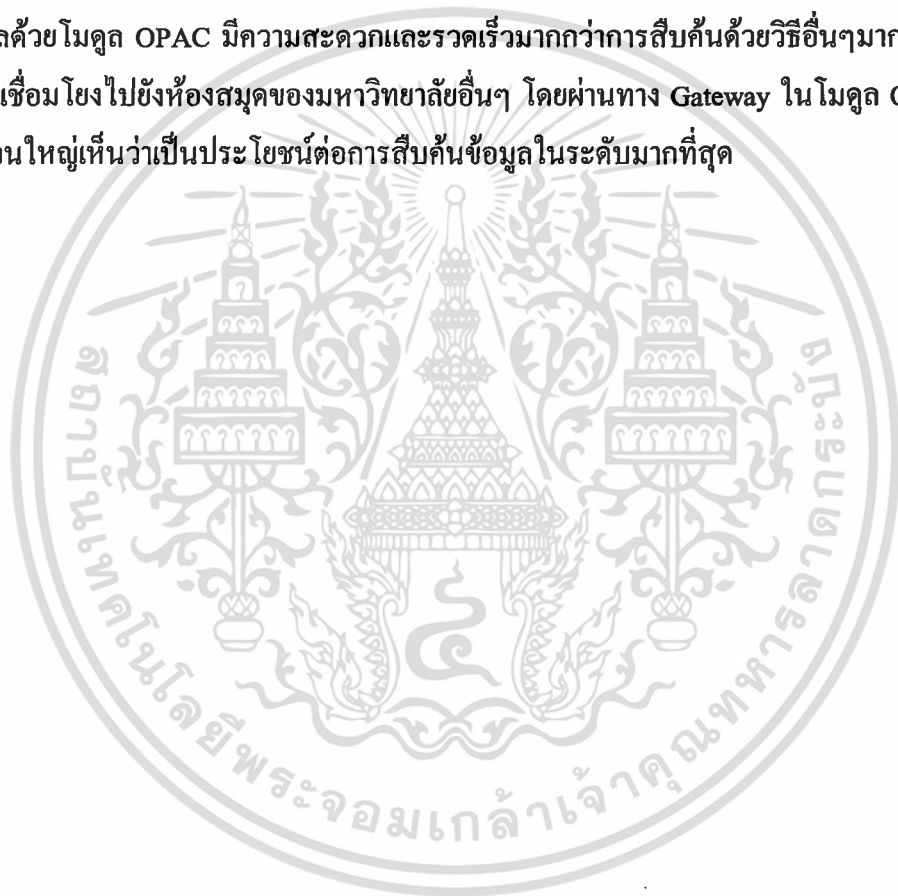 ลด้วยโมดูล OPAC มีความสะดวกและรวดเร็วมากกว่าการสืบค้นด้วยวิธีอื่นๆมาก
นเชื่อมโยงไปยังห้องสมุดของมหาวิทยาลัยอื่นๆ โดยผ่านทาง Gateway ในโมดูล
วนใหญ่เห็นว่าเป็นประโยชน์ต่อการสืบค้นข้อมูลในระดับมากที่สุด
สถาบันเทคโนโลยีพระจอมเกล้าเจ้าคุณทหารลาดกระบัง